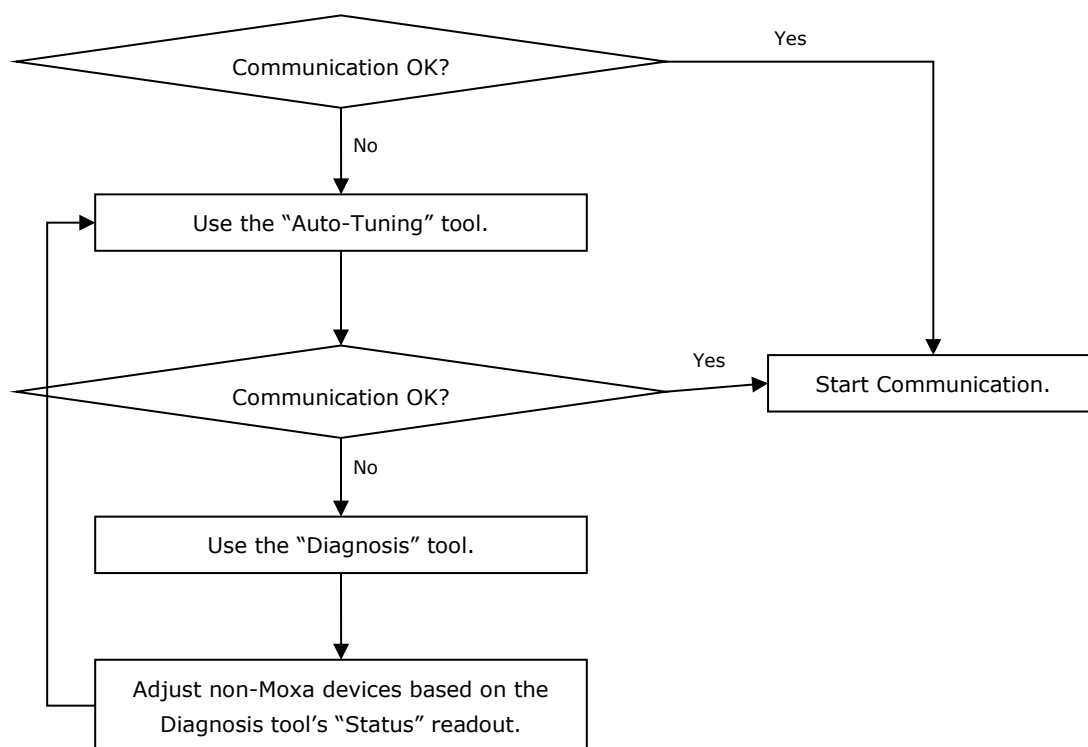 Communication OK?
Yes
No
Use the “Auto-Tuning” tool.
Communication OK?
Yes
Start Communication.
No
Use the “Diagnosis” tool.
Adjust non-Moxa devices based on the
Diagnosis tool’s “Status” readout.